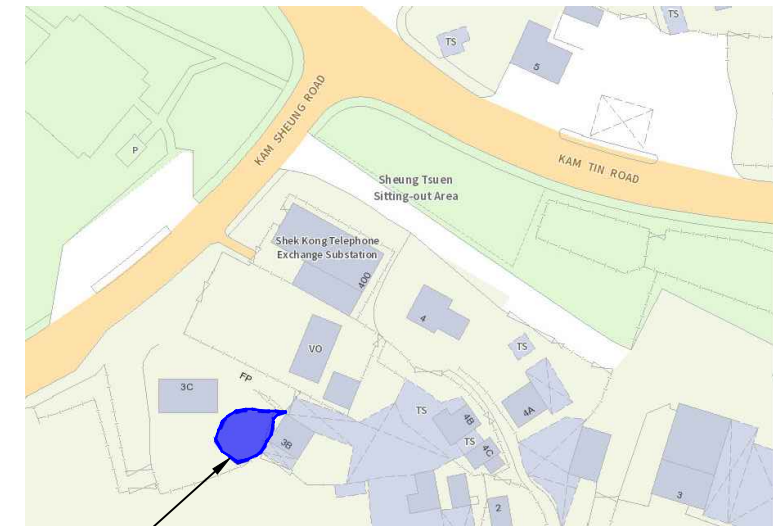 TS
TS
5
KAM SHEUNG ROAD
P
KAM TIN ROAD
Sheung Tsuen
Sitting-out Area
Shek Kong Telephone
Exchange Substation
400
4
VO
TS
FP
3C
TS
4B
4A
3B
TS
4C
3
2